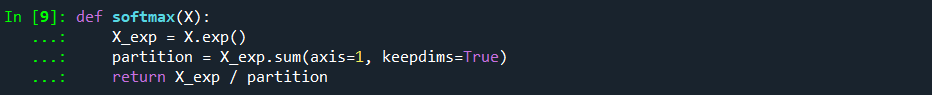 In [9]: def softmax(X):
   ...:     X_exp = X.exp()
   ...:     partition = X_exp.sum(axis=1, keepdims=True)
   ...:     return X_exp / partition